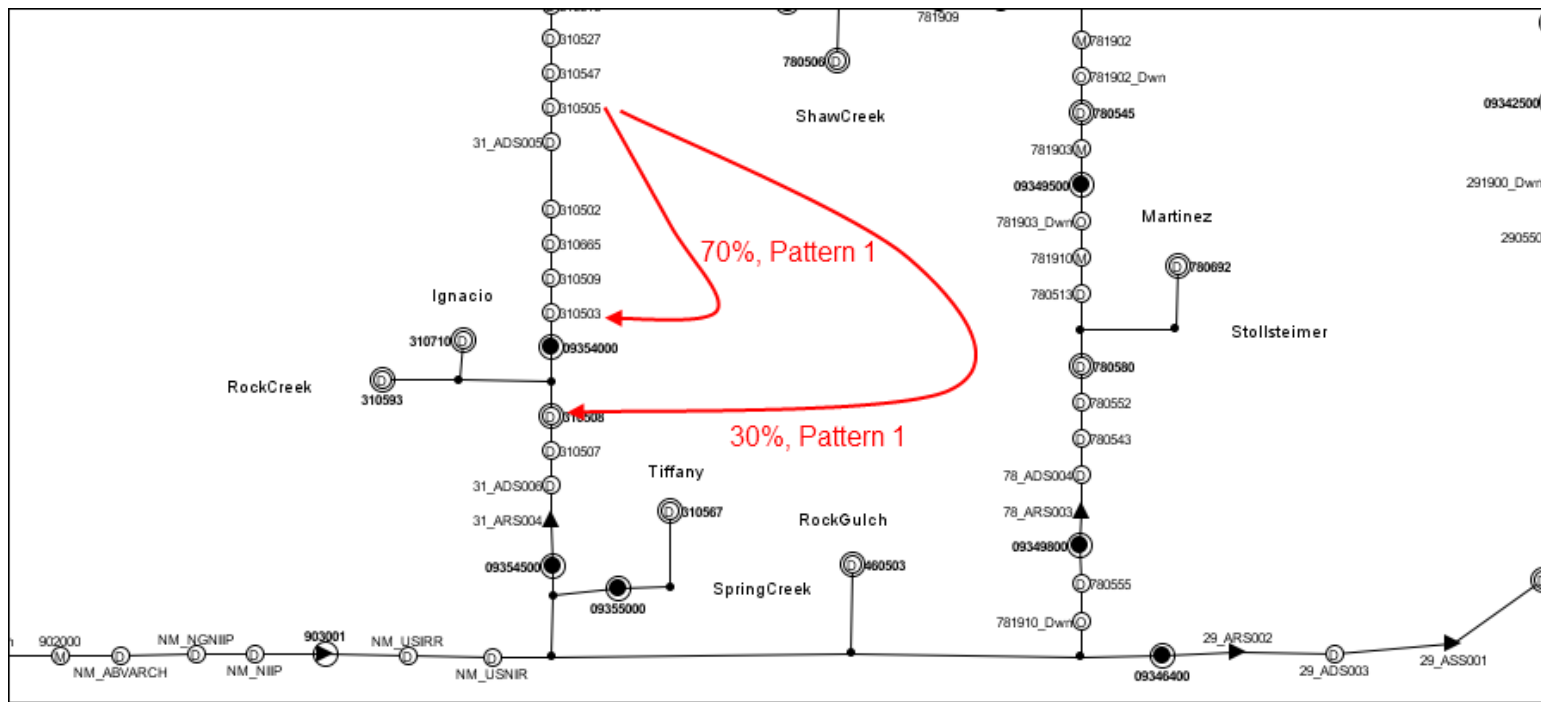 781909
310527
310547
310505
31_ADS005
310502
310665
310509
310503
09354000
Ignacio
310710
RockCreek
310593
310508
310507
31_ADS006
31_ARS004
09354500
Tiffany
310567
09355000
SpringCreek
RockGulch
460503
70%, Pattern 1
30%, Pattern 1
780506
ShawCreek
781902
781902_Dwn
780545
781903
09349500
781903_Dwn
781910
780513
Martinez
780692
Stollsteimer
780580
780552
780543
78_ADS004
78_ARS003
09349800
780555
781910_Dwn
09342500
291900_Dwn
902000
NM_ABVARCH
NM_NGNIIP
NM_NIIP
903001
NM_USIRR
NM_USNIR
09346400
29_ARS002
29_ADS003
29_ASS001
D
M
O